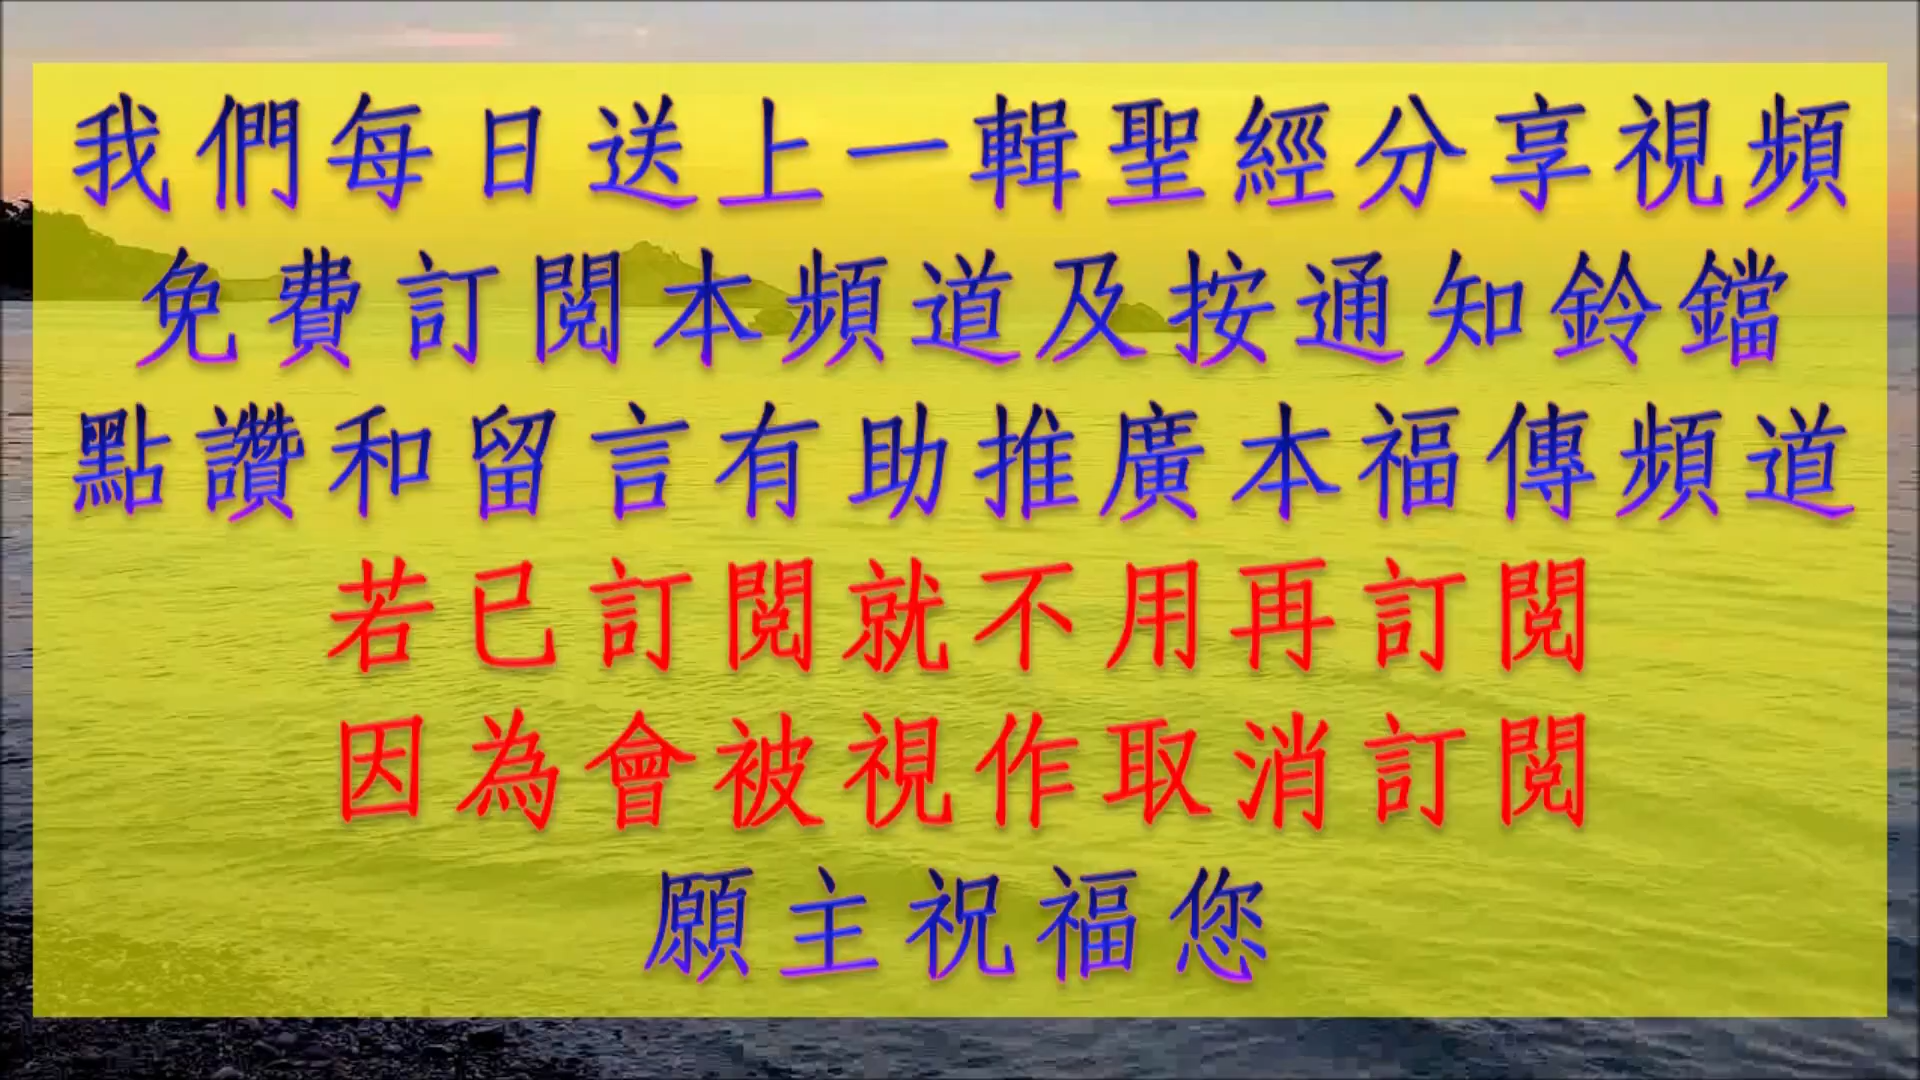 我們每日送上一輯聖經分享視頻
免費訂閱本頻道及按通知鈴鐺
點讚和留言有助推廣本福傳頻道
若已訂閱就不用再訂閱
因為會被視作取消訂閱
願主祝福您